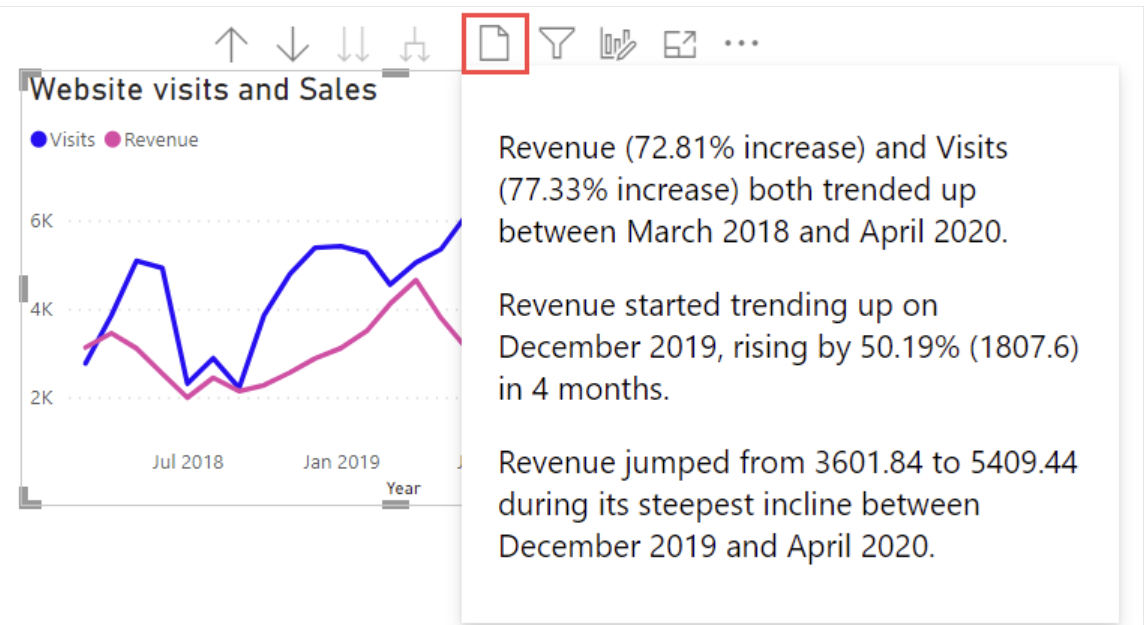 Website visits and Sales
Visits Revenue
6K
4K
2K
Jul 2018 Jan 2019
Year
Revenue (72.81% increase) and Visits
(77.33% increase) both trended up
between March 2018 and April 2020.
Revenue started trending up on
December 2019, rising by 50.19% (1807.6)
in 4 months.
Revenue jumped from 3601.84 to 5409.44
during its steepest incline between
December 2019 and April 2020.